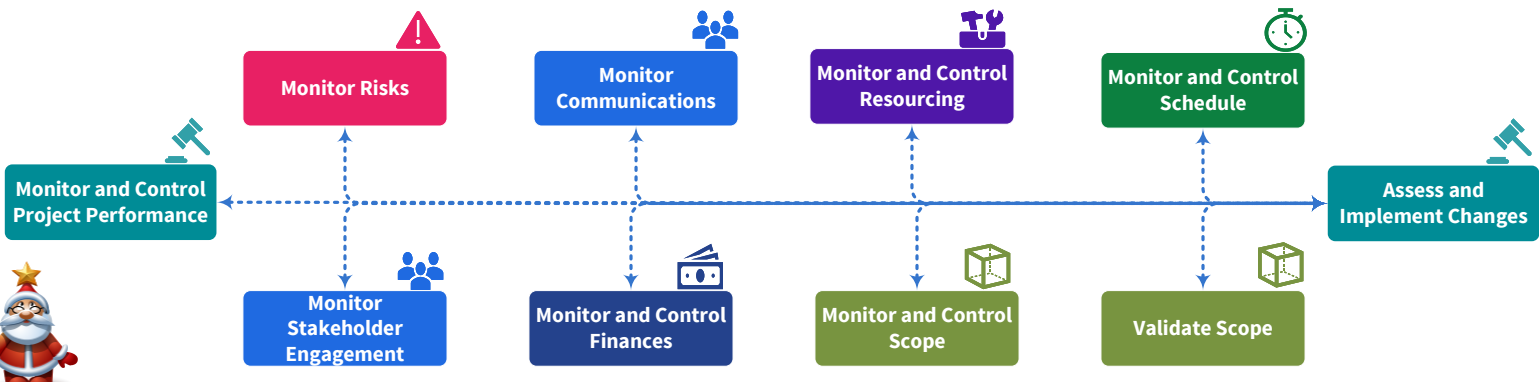 Monitor Risks
Monitor
Communications
Monitor and Control
Resourcing
Monitor and Control
Schedule
Monitor and Control
Project Performance
Assess and
Implement Changes
Monitor
Stakeholder
Engagement
Monitor and Control
Finances
Monitor and Control
Scope
Validate Scope